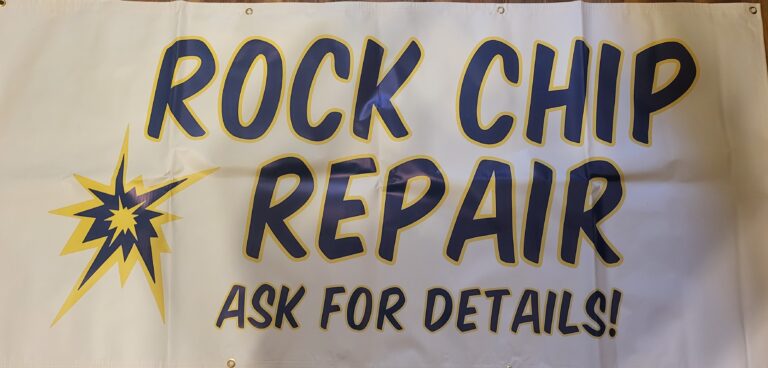 ROCK CHIP
REPAIR
ASK FOR DETAILS!